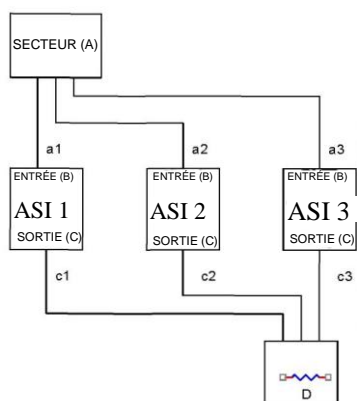 SECTEUR (A)
a1
a2
a3
ENTRÉE (B)
ENTRÉE (B)
ENTRÉE (B)
ASI 1
ASI 2
ASI 3
SORTIE (C)
SORTIE (C)
SORTIE (C)
c1
c2
c3
D